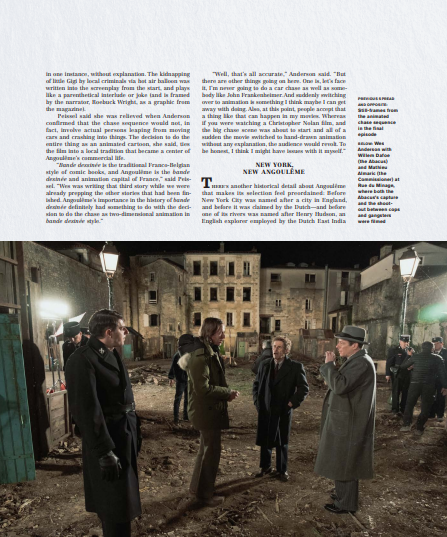 in one instance, without explanation. The kidnapping
of little Gigi by local criminals via hot air balloon was
written into the screenplay from the start, and plays
like a parenthetical interlude or joke (and is framed
by the narrator, Roebuck Wright, as a graphic from
the magazine).
Peissel said she was relieved when Anderson
confirmed that the chase sequence would not, in
fact, involve actual persons leaping from moving
cars and crashing into things. The decision to do the
entire thing as an animated cartoon, she said, ties
the film into a local tradition that became a center of
Angoulême's commercial life.
"Bande dessinée is the traditional Franco-Belgian
style of comic books, and Angoulême is the bande
dessinée and animation capital of France," said Peis-
sel. "Wes was writing that third story while we were
already prepping the other stories that had been fin-
ished. Angoulême's importance in the history of bande
dessinée definitely had something to do with the deci-
sion to do the chase as two-dimensional animation in
bande dessinée style."
"Well, that's all accurate," Anderson said. "But
there are other things going on here. One is, let's face
it, I'm never going to do a car chase as well as some-
body like John Frankenheimer. And suddenly switching
over to animation is something I think maybe I can get
away with doing. Also, at this point, people accept that
a thing like that can happen in my movies. Whereas
if you were watching a Christopher Nolan film, and
the big chase scene was about to start and all of a
sudden the movie switched to hand-drawn animation
without any explanation, the audience would revolt. To
be honest, I think I might have issues with it myself."
NEW YORK,
NEW ANGOULÊME
There's another historical detail about Angoulême
that makes its selection feel preordained: Before
New York City was named after a city in England,
and before it was claimed by the Dutch—and before
one of its rivers was named after Henry Hudson, an
English explorer employed by the Dutch East India
PREVIOUS SPREAD
AND OPPOSITE:
Still-frames from
the animated
chase sequence
in the final
episode
BELOW: Wes
Anderson with
Willem Dafoe
(the Abacus)
and Mathieu
Almaric (the
Commissioner) at
Rue du Minage,
where both the
Abacus's capture
and the shoot-
out between cops
and gangsters
were filmed